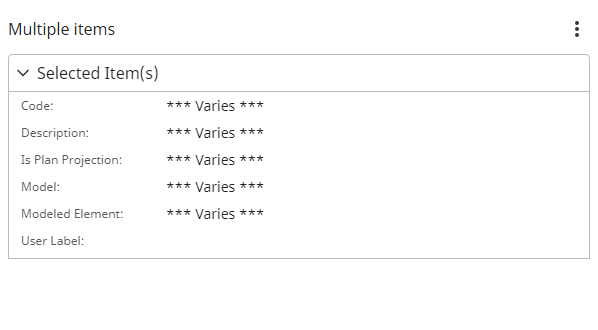 Multiple items
Selected Item(s)
Code: *** Varies ***
Description: *** Varies ***
Is Plan Projection: *** Varies ***
Model: *** Varies ***
Modeled Element: *** Varies ***
User Label: